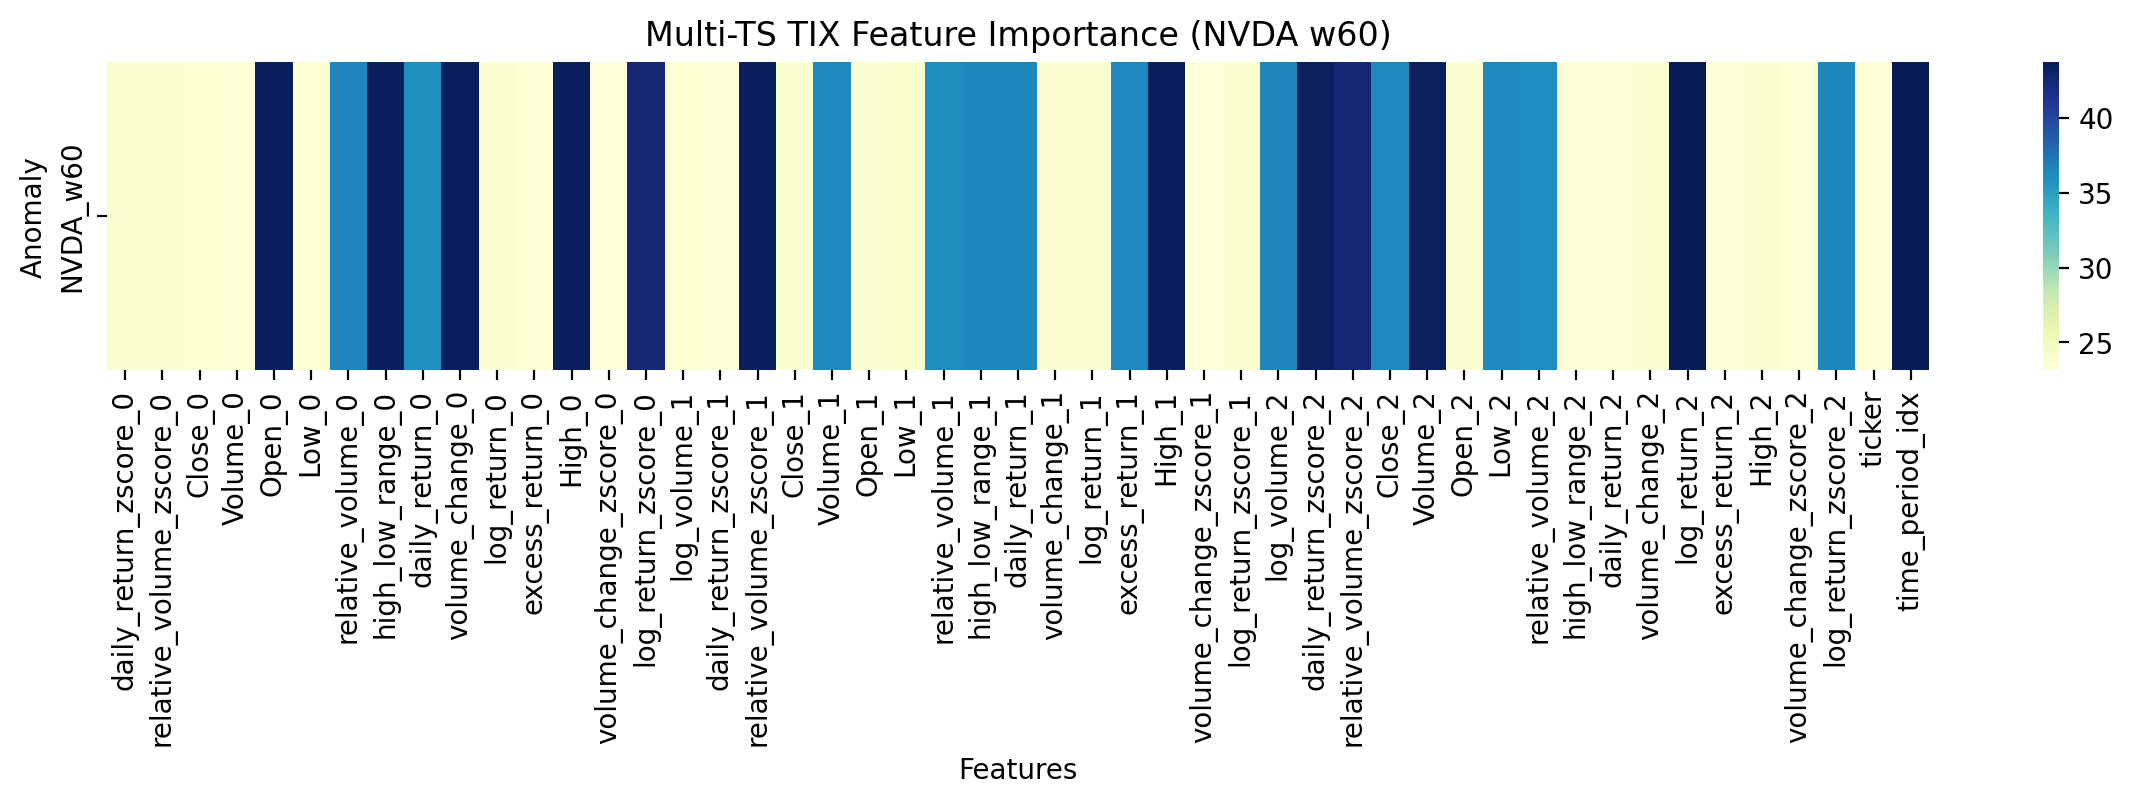 Multi-TS TIX Feature Importance (NVDA w60)
Anomaly
NVDA_w60
40
35
30
25
daily_return_zscore_0
relative_volume_zscore_0
Close_0
Volume_0
Open_0
Low_0
relative_volume_0
high_low_range_0
daily_return_0
volume_change_0
log_return_0
excess_return_0
High_0
volume_change_zscore_0
log_return_zscore_0
log_volume_1
daily_return_zscore_1
relative_volume_zscore_1
Close_1
Volume_1
Open_1
Low_1
relative_volume_1
high_low_range_1
daily_return_1
volume_change_1
log_return_1
excess_return_1
High_1
volume_change_zscore_1
log_return_zscore_1
log_volume_2
daily_return_zscore_2
relative_volume_zscore_2
Close_2
Volume_2
Open_2
Low_2
relative_volume_2
high_low_range_2
daily_return_2
volume_change_2
log_return_2
excess_return_2
High_2
volume_change_zscore_2
log_return_zscore_2
ticker
time_period_idx
Features